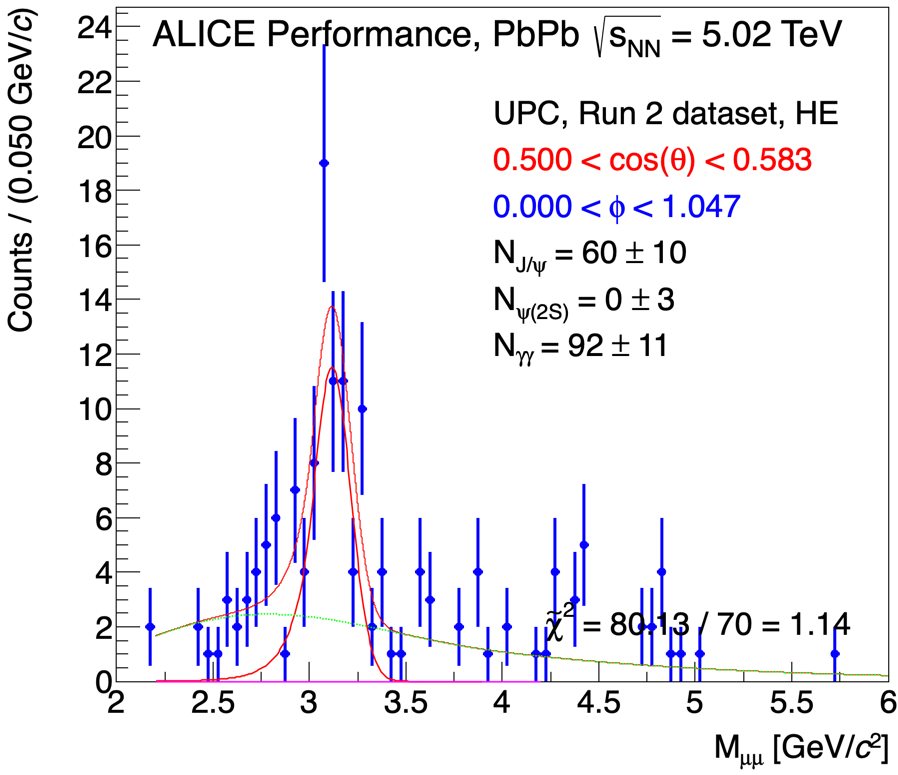 ALICE Performance, PbPb √sNN = 5.02 TeV
UPC, Run 2 dataset, HE
0.500 < cos(θ) < 0.583
0.000 < ϕ < 1.047
NJ/ψ = 60 ± 10
Nψ(2S) = 0 ± 3
Nγγ = 92 ± 11
χ̃2 = 80.13 / 70 = 1.14
Counts / (0.050 GeV/c)
24
22
20
18
16
14
12
10
8
6
4
2
0
2 2.5 3 3.5 4 4.5 5 5.5 6
Mμμ [GeV/c2]